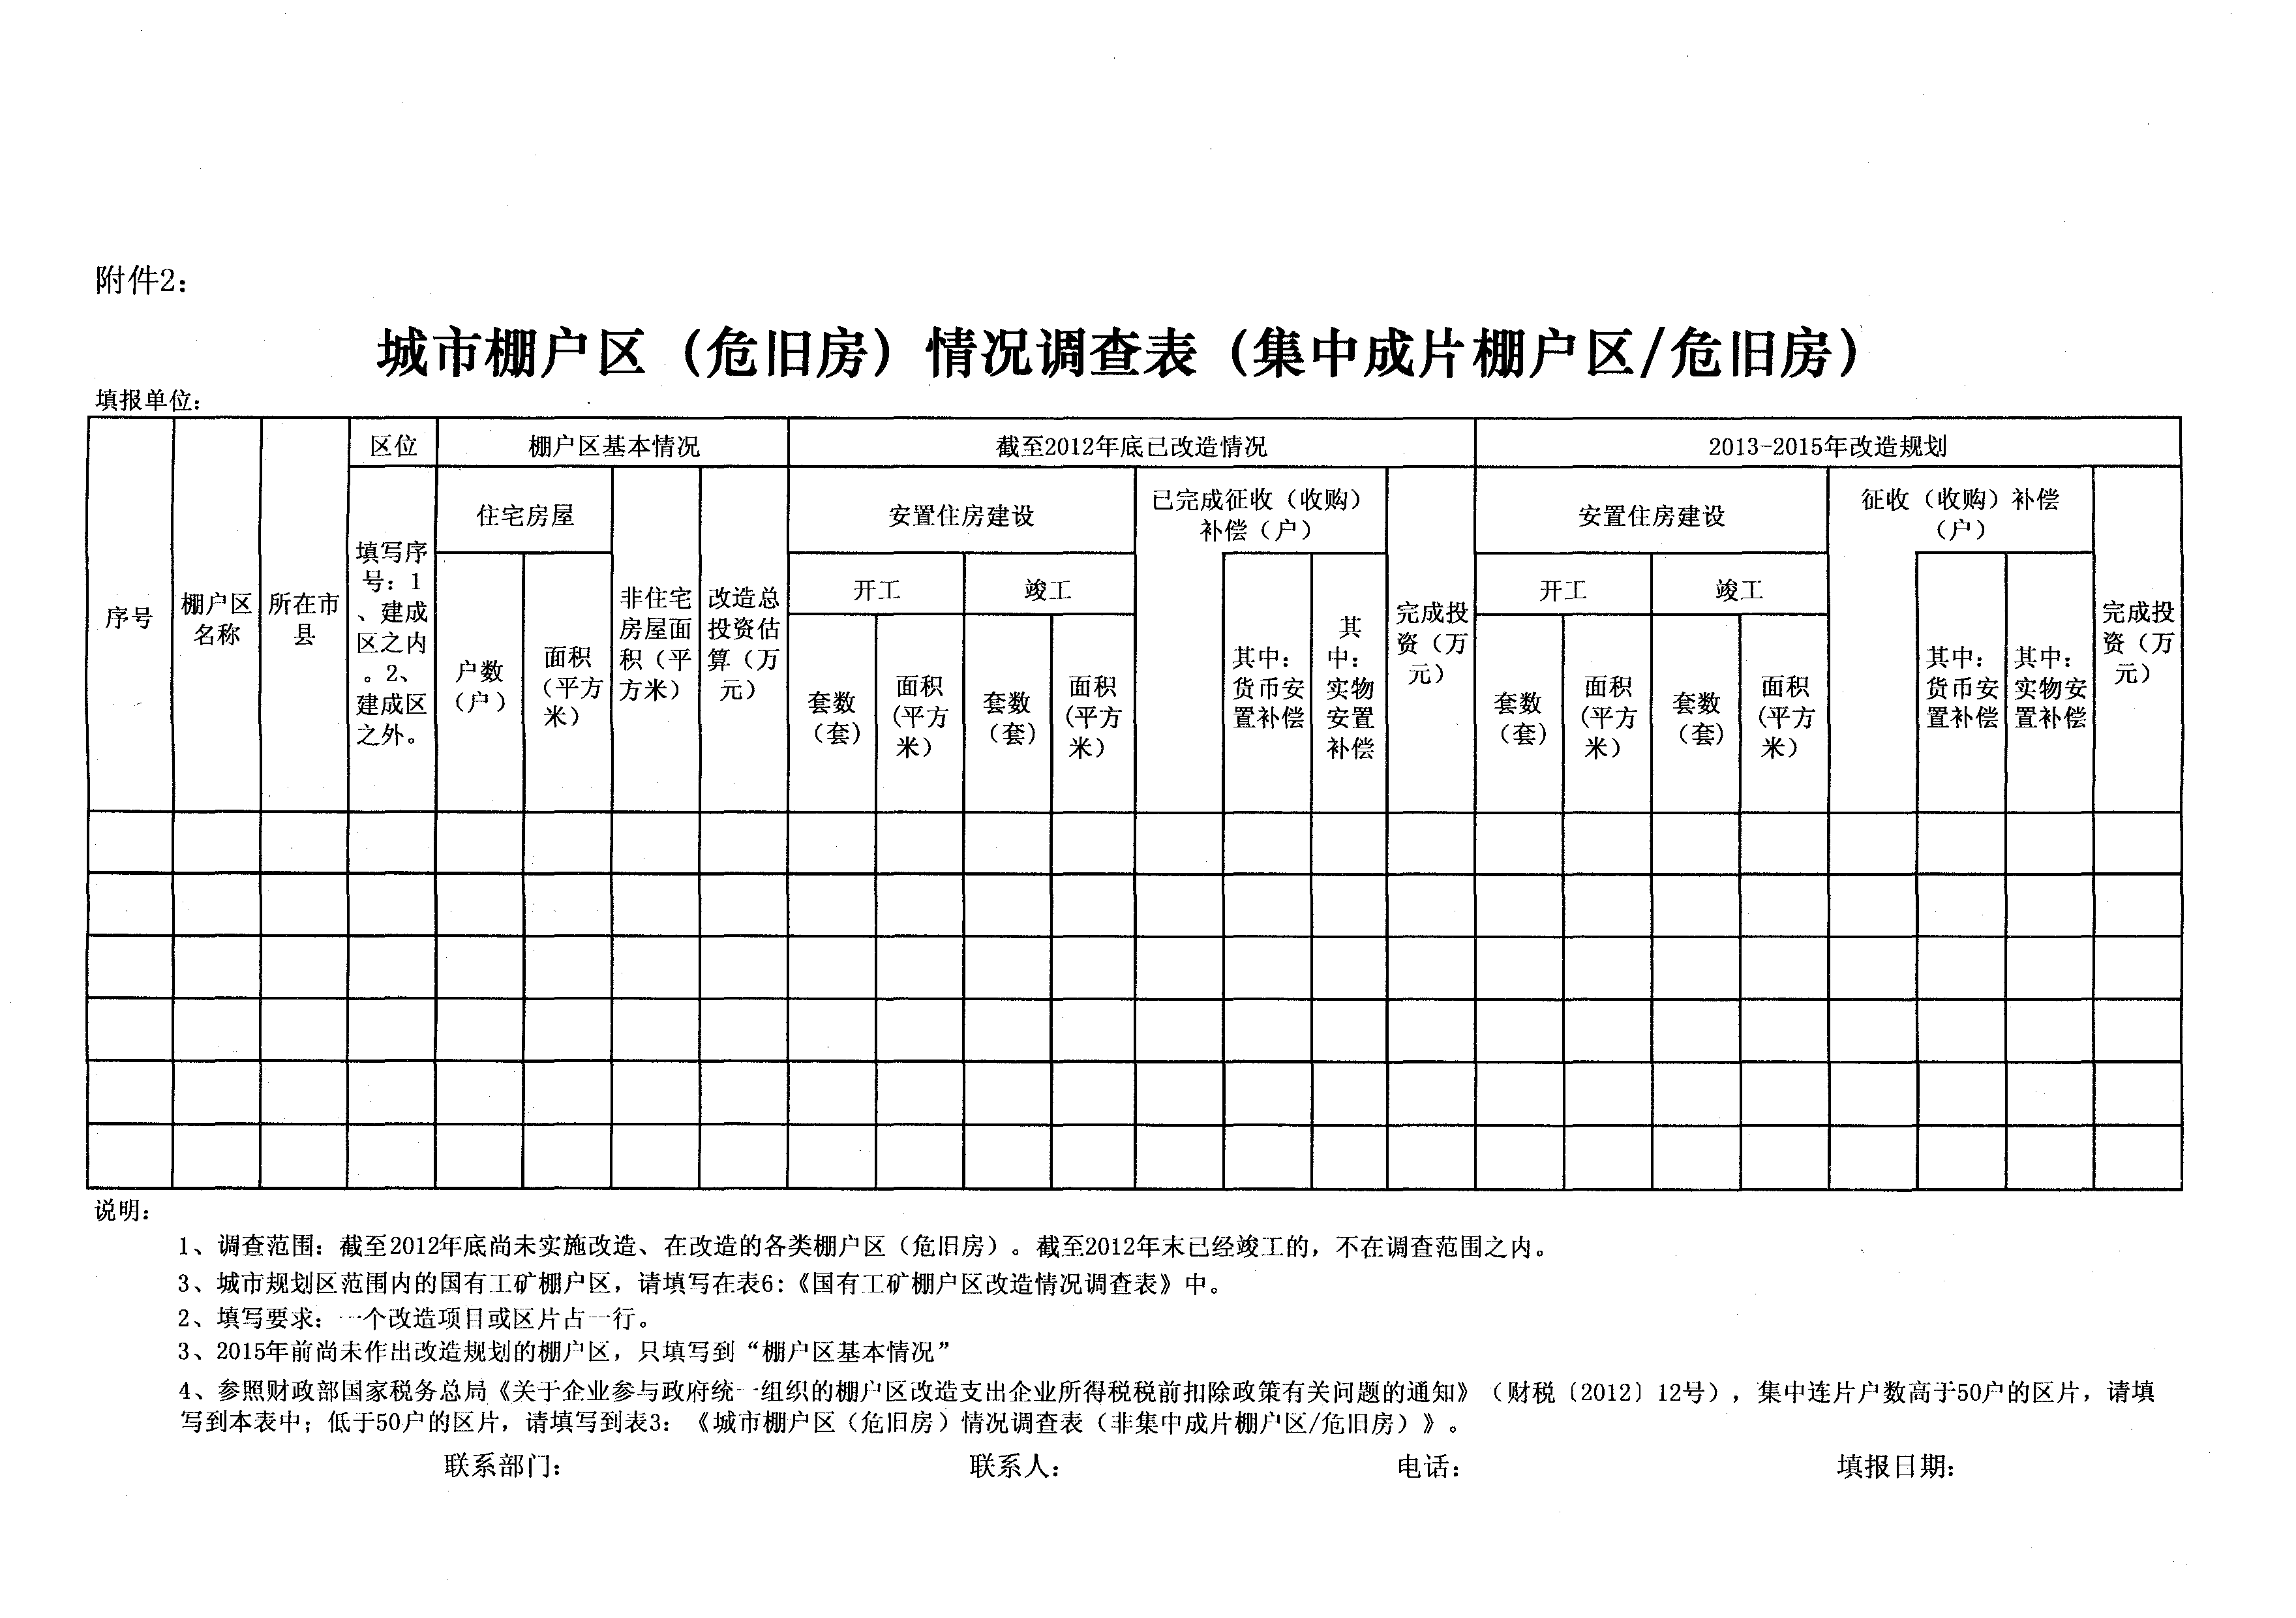 附件2：
城市棚户区（危旧房）情况调查表（集中成片棚户区/危旧房）
填报单位：
区位
棚户区基本情况
截至2012年底已改造情况
2013-2015年改造规划
序号
棚户区
名称
所在市
县
填写序
号：1
、建成
区之内
。2、
建成区
之外。
住宅房屋
户数
（户）
面积
（平方
米）
非住宅
房屋面
积（平
方米）
改造总
投资估
算（万
元）
安置住房建设
开工
竣工
套数
（套）
面积
（平方
米）
套数
（套）
面积
（平方
米）
已完成征收（收购）
补偿（户）
其中：
货币安
置补偿
其
中：
实物
安置
补偿
完成投
资（万
元）
安置住房建设
开工
竣工
套数
（套）
面积
（平方
米）
套数
（套）
面积
（平方
米）
征收（收购）补偿
（户）
其中：
货币安
置补偿
其中：
实物安
置补偿
完成投
资（万
元）
说明：
1、调查范围：截至2012年底尚未实施改造、在改造的各类棚户区（危旧房）。截至2012年末已经竣工的，不在调查范围之内。
3、城市规划区范围内的国有工矿棚户区，请填写在表6：《国有工矿棚户区改造情况调查表》中。
2、填写要求：一个改造项目或区片占一行。
3、2015年前尚未作出改造规划的棚户区，只填写到“棚户区基本情况”
4、参照财政部国家税务总局《关于企业参与政府统一组织的棚户区改造支出企业所得税税前扣除政策有关问题的通知》（财税〔2012〕12号），集中连片户数高于50户的区片，请填
写到本表中；低于50户的区片，请填写到表3：《城市棚户区（危旧房）情况调查表（非集中成片棚户区/危旧房）》。
联系部门：
联系人：
电话：
填报日期：